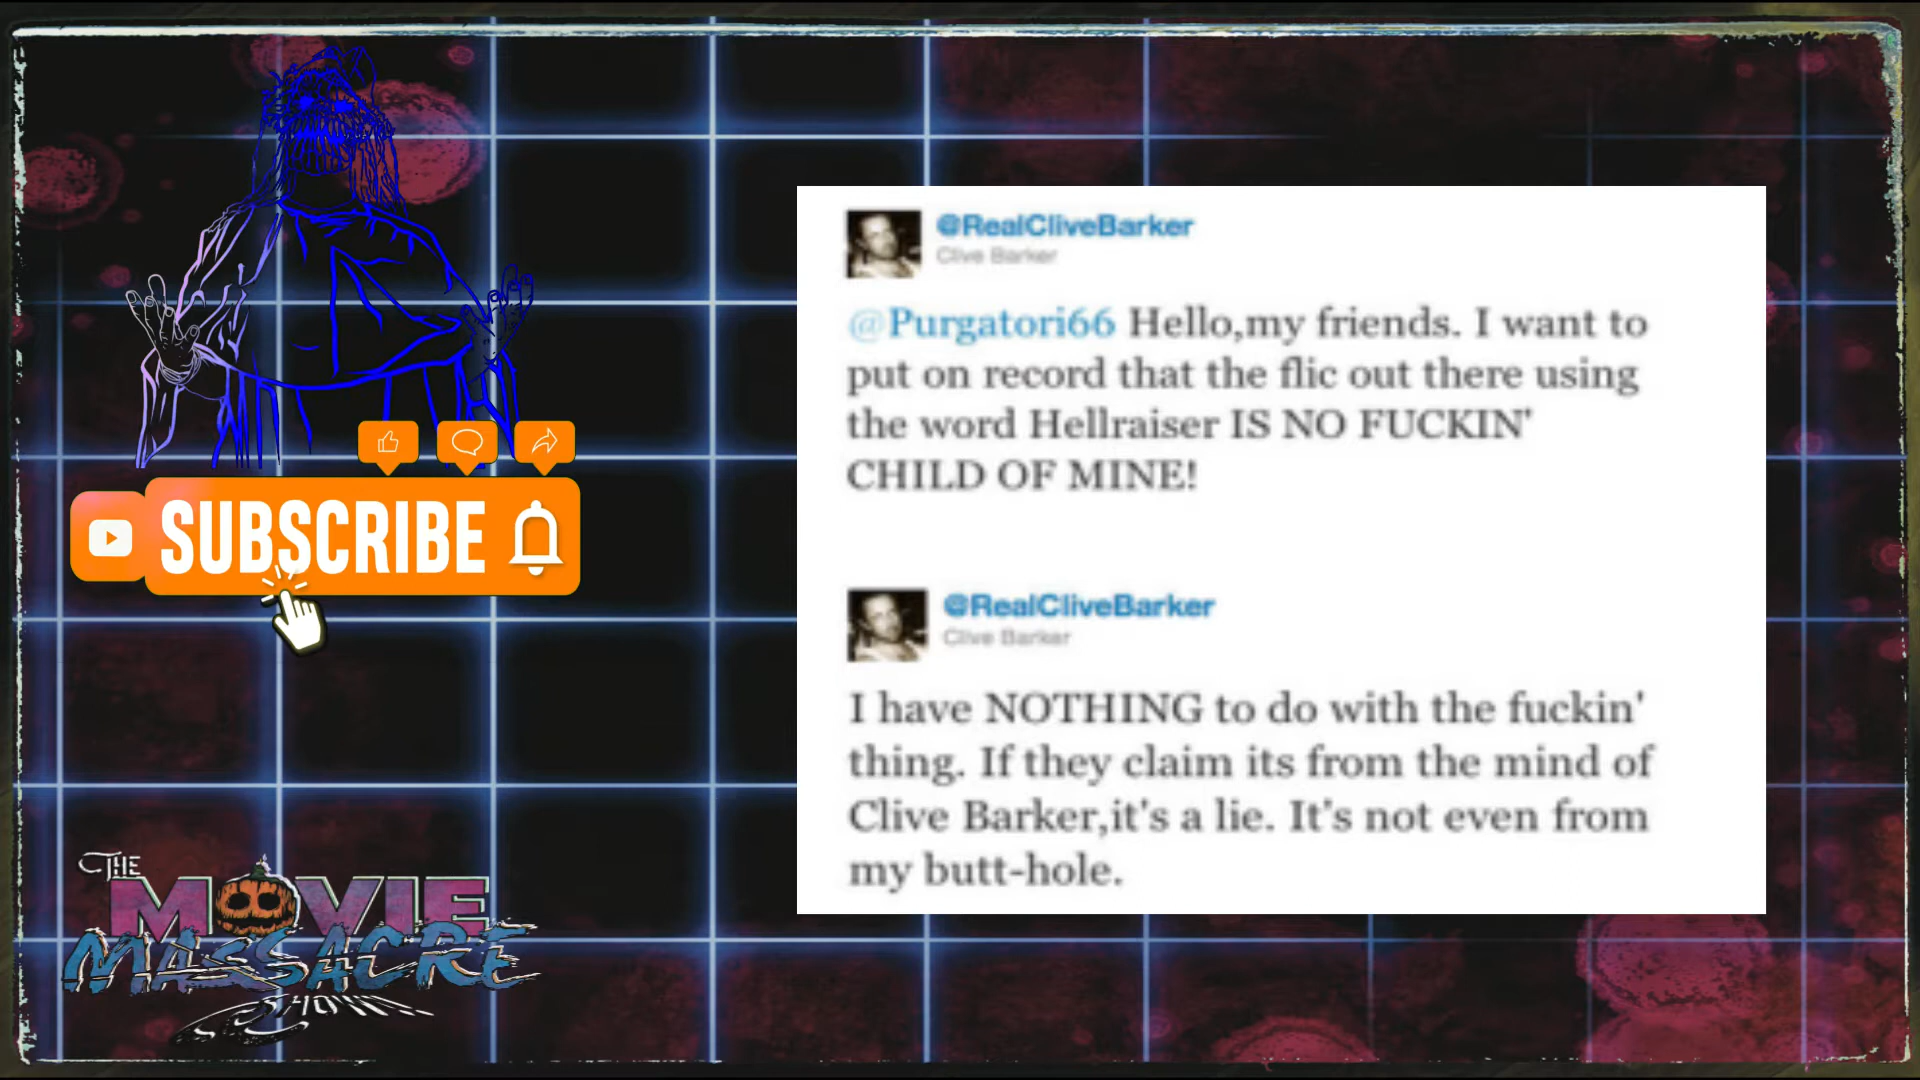 @RealCliveBarker
Clive Barker
@Purgatori66 Hello,my friends. I want to
put on record that the flic out there using
the word Hellraiser IS NO FUCKIN'
CHILD OF MINE!
@RealCliveBarker
Clive Barker
I have NOTHING to do with the fuckin'
thing. If they claim its from the mind of
Clive Barker,it's a lie. It's not even from
my butt-hole.
SUBSCRIBE
THE
MOVIE
MASSACRE
SHOW